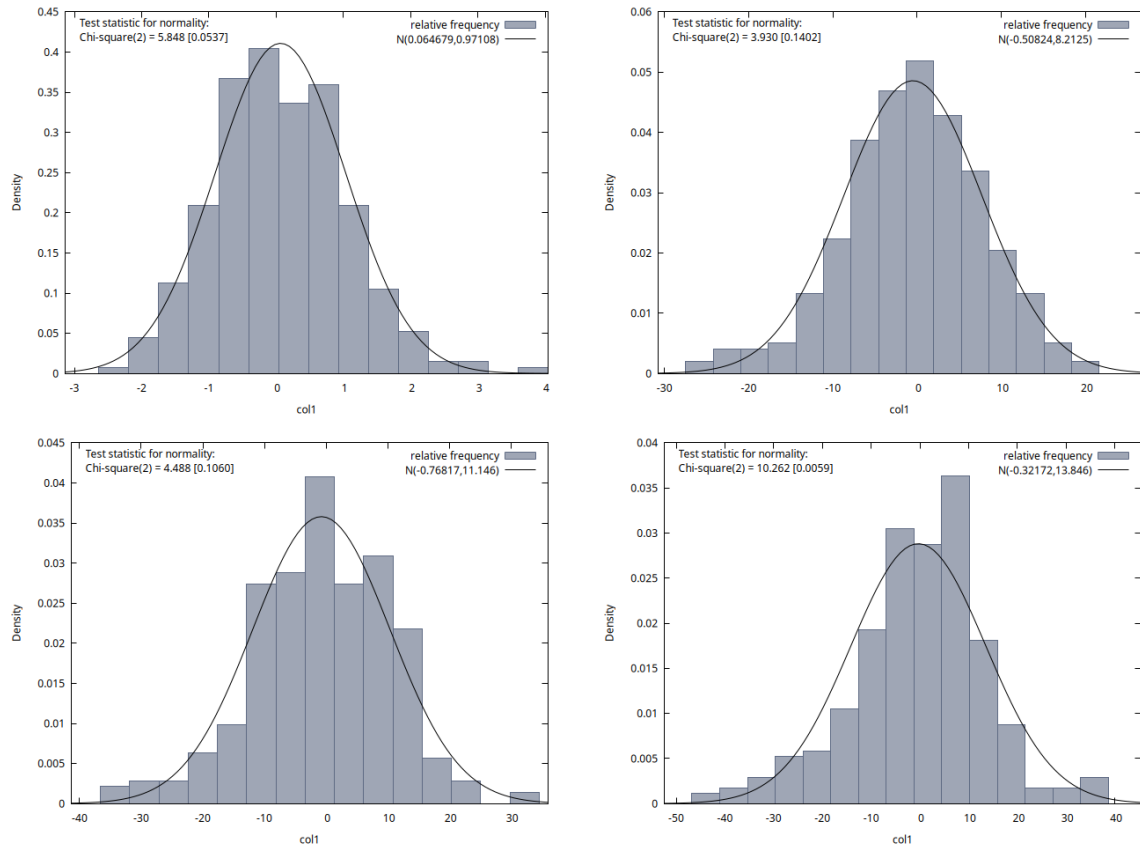 Test statistic for normality:
Chi-square(2) = 5.848 [0.0537]
relative frequency
N(0.064679,0.97108)
0.45
0.4
0.35
0.3
0.25
0.2
0.15
0.1
0.05
0
Density
-3
-2
-1
0
1
2
3
4
col1
Test statistic for normality:
Chi-square(2) = 3.930 [0.1402]
relative frequency
N(-0.50824,8.2125)
0.06
0.05
0.04
0.03
0.02
0.01
0
Density
-30
-20
-10
0
10
20
col1
Test statistic for normality:
Chi-square(2) = 4.488 [0.1060]
relative frequency
N(-0.76817,11.146)
0.045
0.04
0.035
0.03
0.025
0.02
0.015
0.01
0.005
0
Density
-40
-30
-20
-10
0
10
20
30
col1
Test statistic for normality:
Chi-square(2) = 10.262 [0.0059]
relative frequency
N(-0.32172,13.846)
0.04
0.035
0.03
0.025
0.02
0.015
0.01
0.005
0
Density
-50
-40
-30
-20
-10
0
10
20
30
40
col1